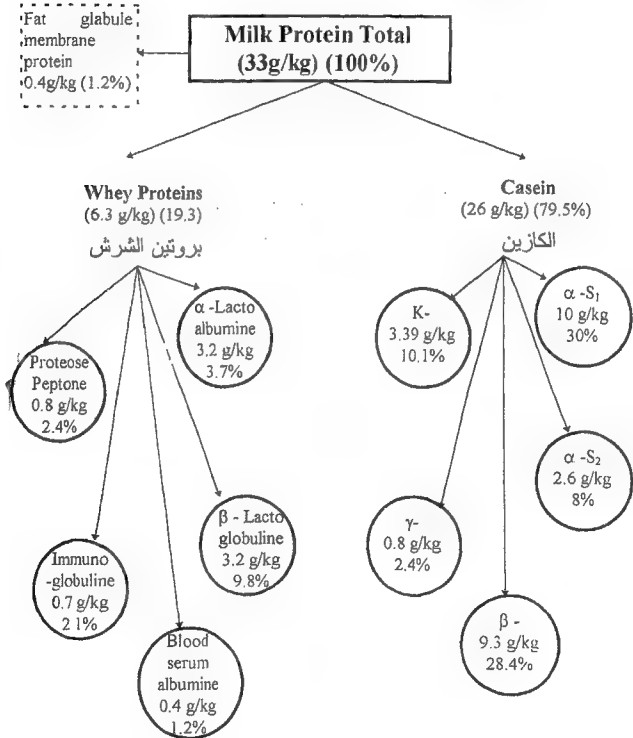 Fat glabule
membrane
protein
0.4g/kg (1.2%)
Milk Protein Total
(33g/kg) (100%)
Whey Proteins
(6.3 g/kg) (19.3)
بروتين الشرش
Casein
(26 g/kg) (79.5%)
الكازين
α -Lacto
albumine
3.2 g/kg
3.7%
Proteose
Peptone
0.8 g/kg
2.4%
β - Lacto
globuline
3.2 g/kg
9.8%
Immuno
-globuline
0.7 g/kg
2 1%
Blood
serum
albumine
0.4 g/kg
1.2%
K-
3.39 g/kg
10.1%
α -S₁
10 g/kg
30%
α -S₂
2.6 g/kg
8%
γ-
0.8 g/kg
2.4%
β -
9.3 g/kg
28.4%